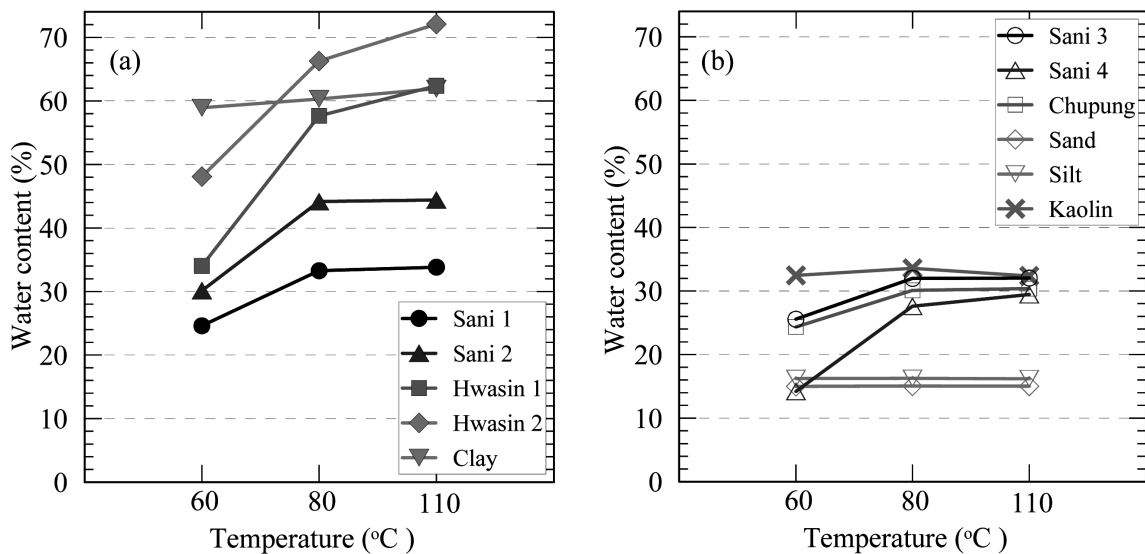 (a)
Water content (%)
70
60
50
40
30
20
10
0
60 80 110
Temperature (°C )
Sani 1
Sani 2
Hwasin 1
Hwasin 2
Clay
(b)
Water content (%)
70
60
50
40
30
20
10
0
60 80 110
Temperature (°C )
Sani 3
Sani 4
Chupung
Sand
Silt
Kaolin